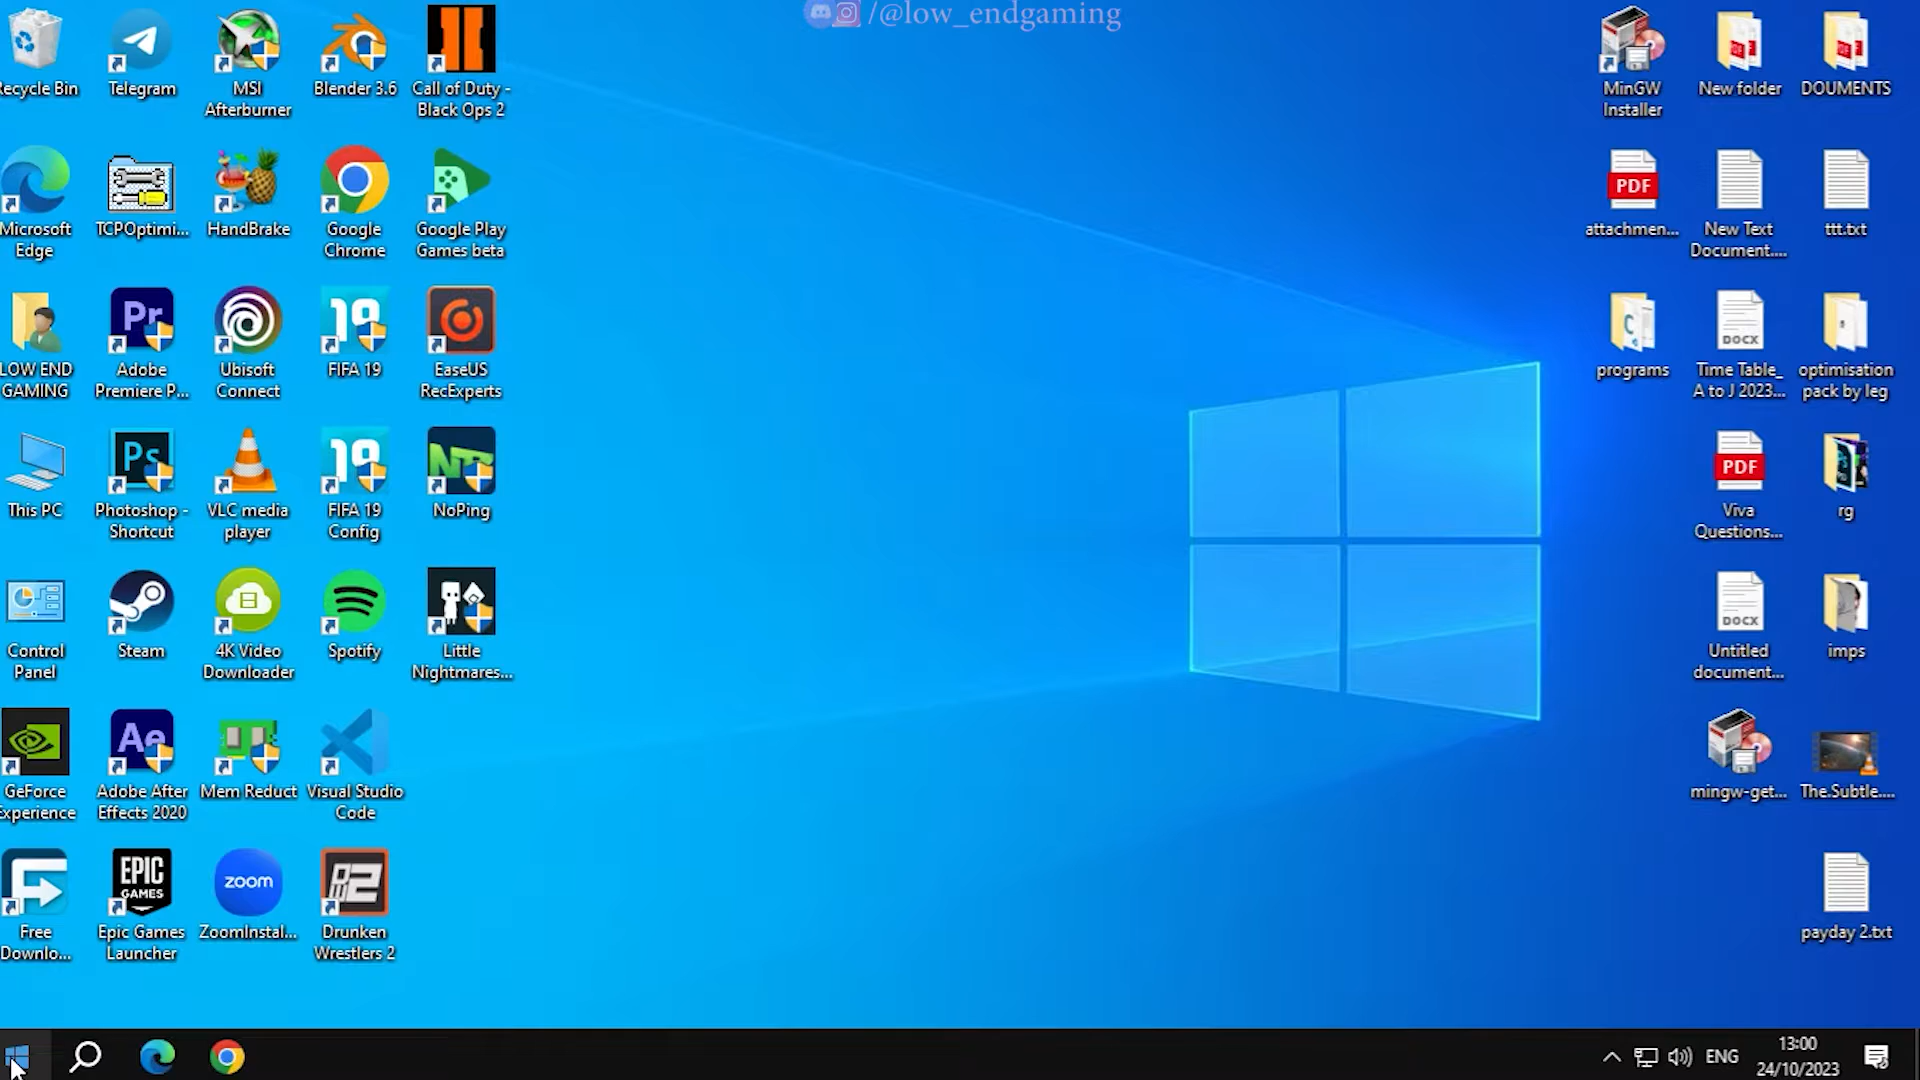 /@low_endgaming
Recycle Bin
Telegram
MSI
Afterburner
Blender 3.6
Call of Duty -
Black Ops 2
MinGW
Installer
New folder
DOUMENTS
Microsoft
Edge
TCPOptimi...
HandBrake
Google
Chrome
Google Play
Games beta
PDF
attachmen...
New Text
Document....
ttt.txt
LOW END
GAMING
Pr
Adobe
Premiere P...
Ubisoft
Connect
19
FIFA 19
EaseUS
RecExperts
C
programs
DOCX
Time Table_
A to J 2023...
optimisation
pack by leg
This PC
Ps
Photoshop -
Shortcut
VLC media
player
19
FIFA 19
Config
NoPing
PDF
Viva
Questions...
rg
Control
Panel
Steam
4K Video
Downloader
Spotify
Little
Nightmares...
DOCX
Untitled
document...
imps
GeForce
Experience
Ae
Adobe After
Effects 2020
Mem Reduct
Visual Studio
Code
mingw-get...
The.Subtle....
Free
Downlo...
EPIC
GAMES
Epic Games
Launcher
zoom
ZoomInstal...
Drunken
Wrestlers 2
payday 2.txt
ENG
13:00
24/10/2023